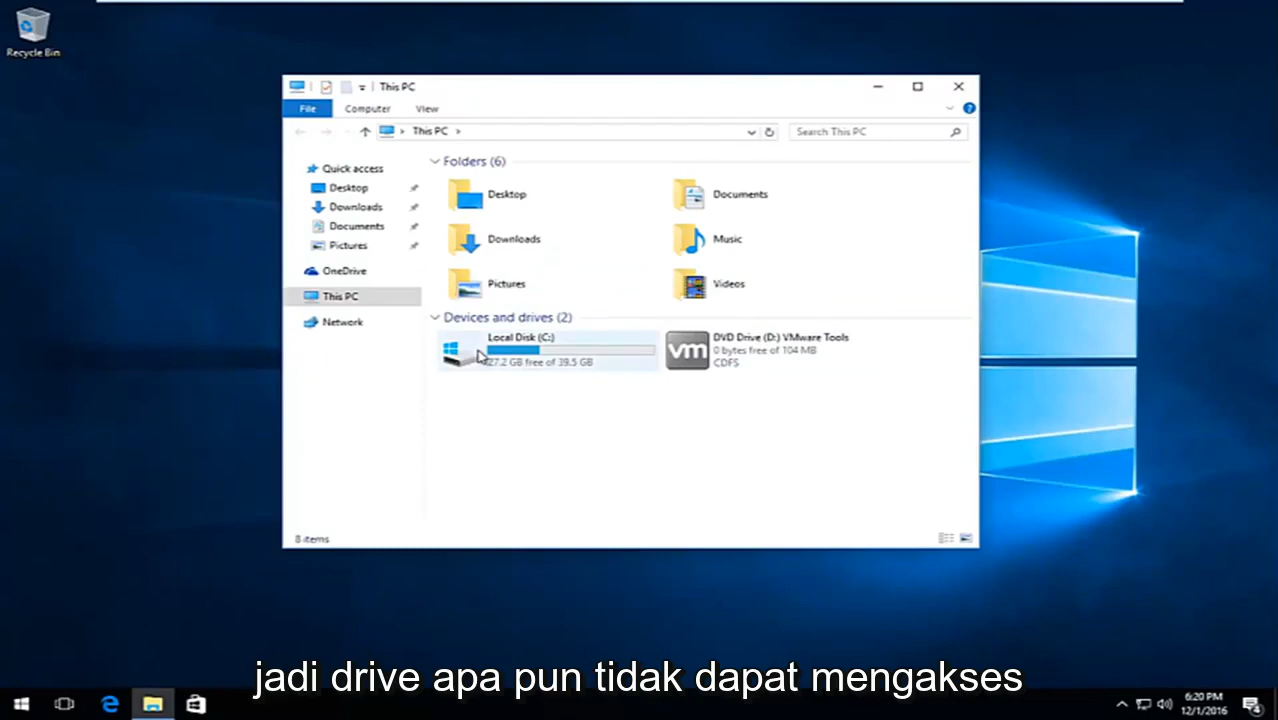 Recycle Bin
This PC
File
Computer
View
This PC
Search This PC
Quick access
Desktop
Downloads
Documents
Pictures
OneDrive
This PC
Network
Folders (6)
Desktop
Documents
Downloads
Music
Pictures
Videos
Devices and drives (2)
Local Disk (C:)
27.2 GB free of 39.5 GB
vm
DVD Drive (D:) VMware Tools
0 bytes free of 104 MB
CDFS
8 items
jadi drive apa pun tidak dapat mengakses
6:20 PM
12/1/2016
4